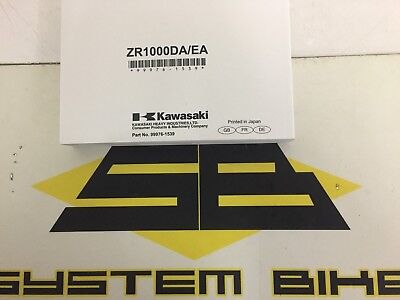 ZR1000DA/EA
*99976-1539*
Kawasaki
KAWASAKI HEAVY INDUSTRIES,LTD.
Consumer Products & Machinery Company
Part No. 99976-1539
Printed in Japan
GB FR DE
SB
SYSTEM BIKE